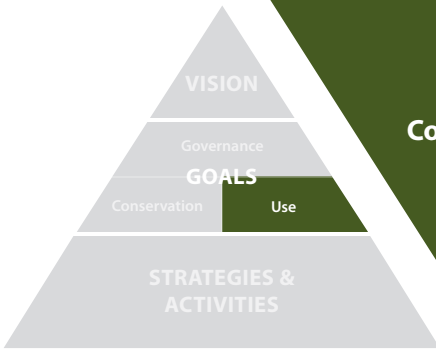 VISION
Governance
GOALS
Conservation
Use
STRATEGIES &
ACTIVITIES
Co